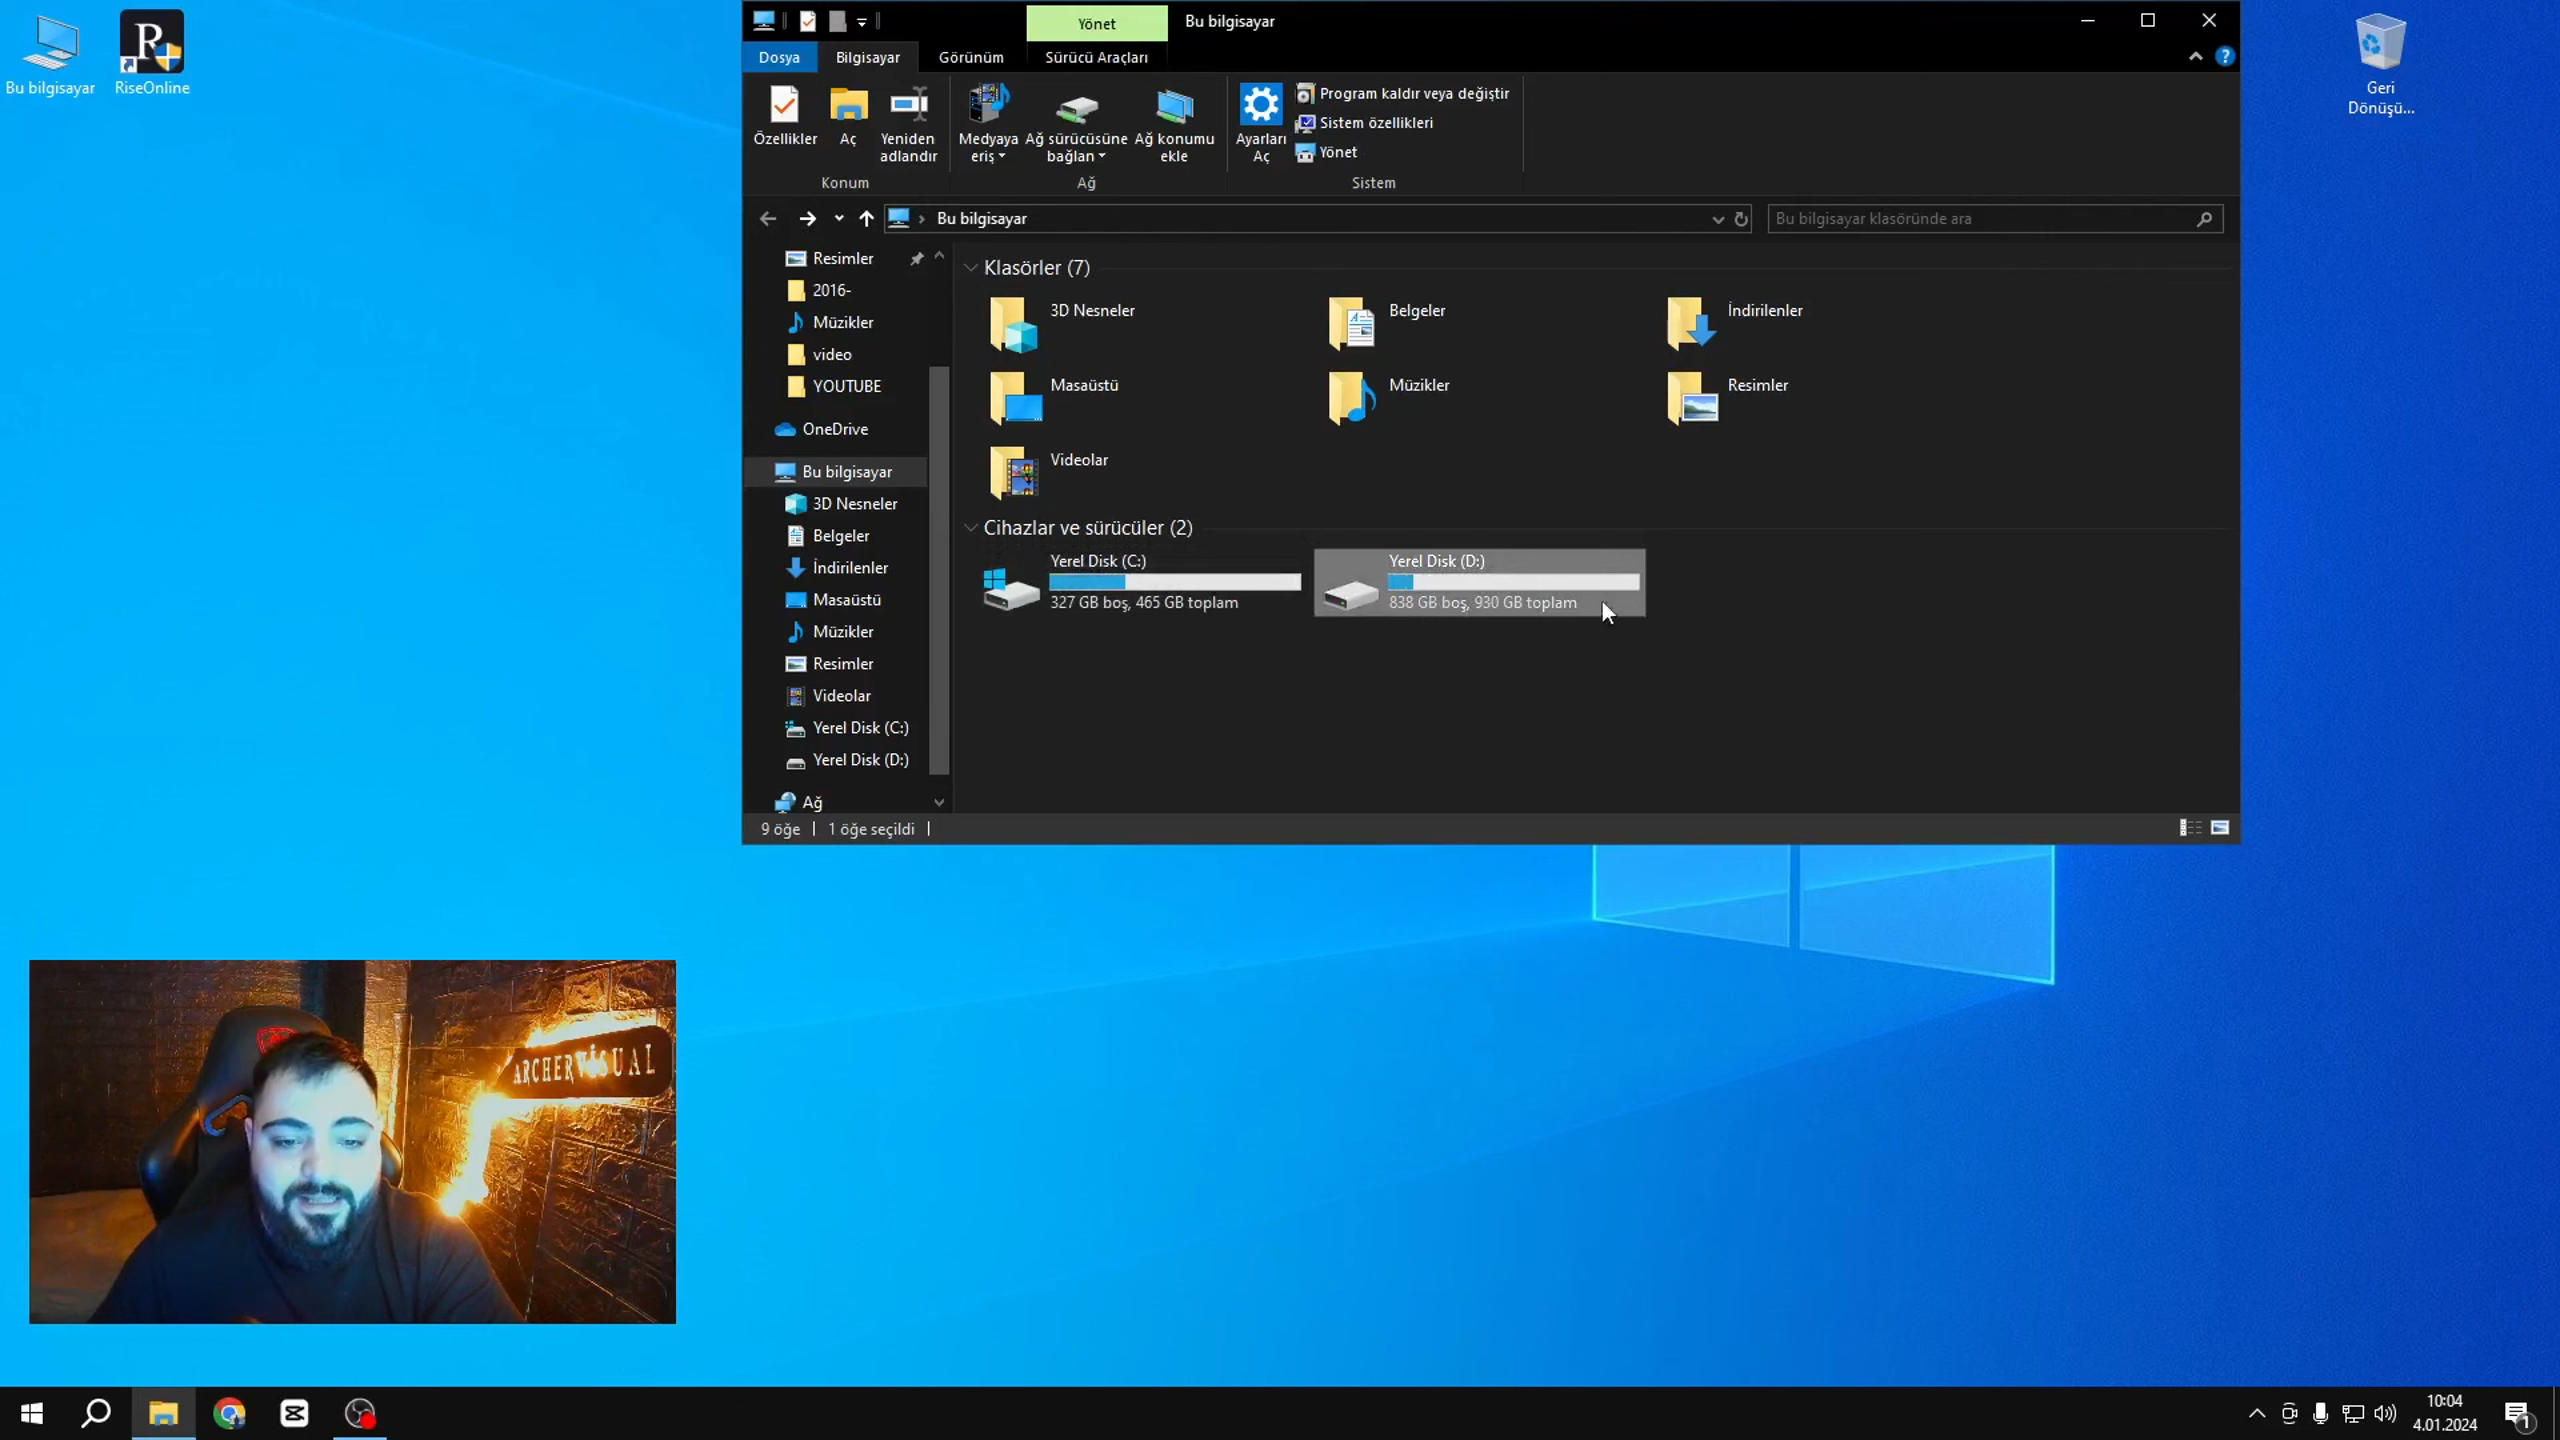 Bu bilgisayar
RiseOnline
Geri
Dönüşü...
Yönet
Bu bilgisayar
Dosya
Bilgisayar
Görünüm
Sürücü Araçları
Özellikler
Aç
Yeniden
adlandır
Medyaya
eriş
Ağ sürücüsüne
bağlan
Ağ konumu
ekle
Ayarları
Aç
Program kaldır veya değiştir
Sistem özellikleri
Yönet
Konum
Ağ
Sistem
Bu bilgisayar
Bu bilgisayar klasöründe ara
Resimler
2016-
Müzikler
video
YOUTUBE
OneDrive
Bu bilgisayar
3D Nesneler
Belgeler
İndirilenler
Masaüstü
Müzikler
Resimler
Videolar
Yerel Disk (C:)
Yerel Disk (D:)
Ağ
Klasörler (7)
3D Nesneler
Belgeler
İndirilenler
Masaüstü
Müzikler
Resimler
Videolar
Cihazlar ve sürücüler (2)
Yerel Disk (C:)
327 GB boş, 465 GB toplam
Yerel Disk (D:)
838 GB boş, 930 GB toplam
9 öğe
1 öğe seçildi
ARCHERVİSUAL
10:04
4.01.2024
1